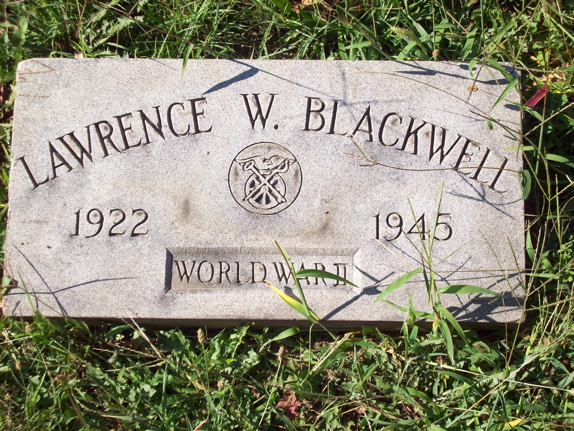 LAWRENCE W. BLACKWELL
1922 1945
WORLD WAR II